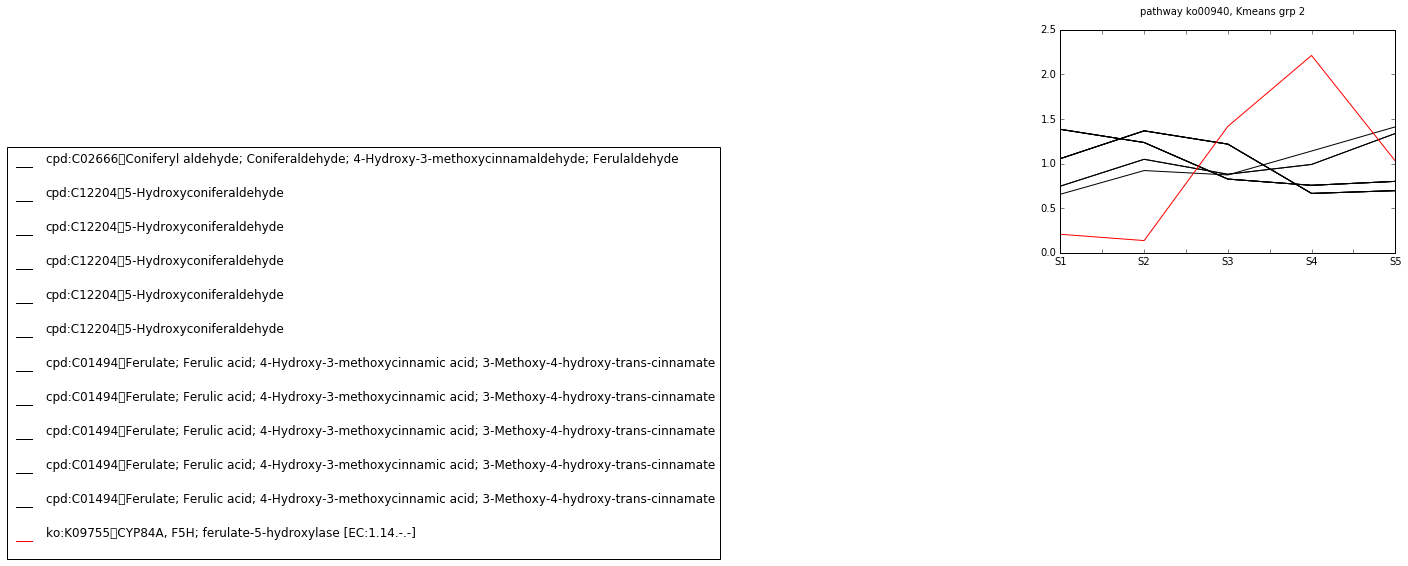 pathway ko00940, Kmeans grp 2
2.5
2.0
1.5
1.0
0.5
0.0
S1 S2 S3 S4 S5
cpd:C02666▯Coniferyl aldehyde; Coniferaldehyde; 4-Hydroxy-3-methoxycinnamaldehyde; Ferulaldehyde
cpd:C12204▯5-Hydroxyconiferaldehyde
cpd:C12204▯5-Hydroxyconiferaldehyde
cpd:C12204▯5-Hydroxyconiferaldehyde
cpd:C12204▯5-Hydroxyconiferaldehyde
cpd:C12204▯5-Hydroxyconiferaldehyde
cpd:C01494▯Ferulate; Ferulic acid; 4-Hydroxy-3-methoxycinnamic acid; 3-Methoxy-4-hydroxy-trans-cinnamate
cpd:C01494▯Ferulate; Ferulic acid; 4-Hydroxy-3-methoxycinnamic acid; 3-Methoxy-4-hydroxy-trans-cinnamate
cpd:C01494▯Ferulate; Ferulic acid; 4-Hydroxy-3-methoxycinnamic acid; 3-Methoxy-4-hydroxy-trans-cinnamate
cpd:C01494▯Ferulate; Ferulic acid; 4-Hydroxy-3-methoxycinnamic acid; 3-Methoxy-4-hydroxy-trans-cinnamate
cpd:C01494▯Ferulate; Ferulic acid; 4-Hydroxy-3-methoxycinnamic acid; 3-Methoxy-4-hydroxy-trans-cinnamate
ko:K09755▯CYP84A, F5H; ferulate-5-hydroxylase [EC:1.14.-.-]